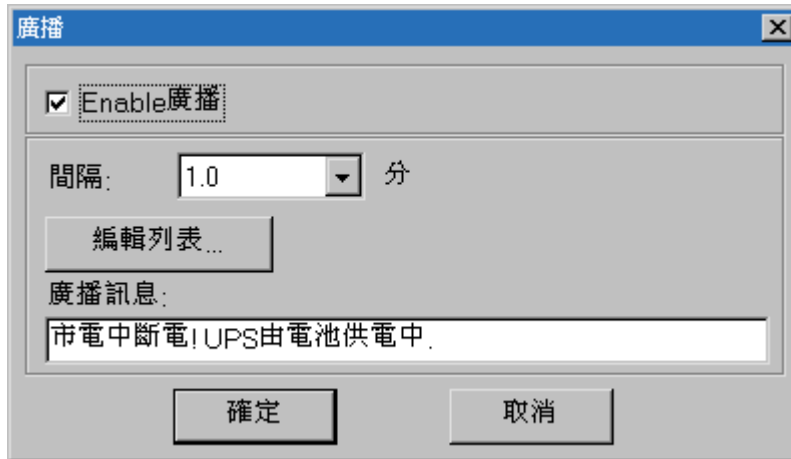 廣播
Enable廣播
間隔: 1.0 分
編輯列表...
廣播訊息:
市電中斷電!UPS由電池供電中.
確定 取消